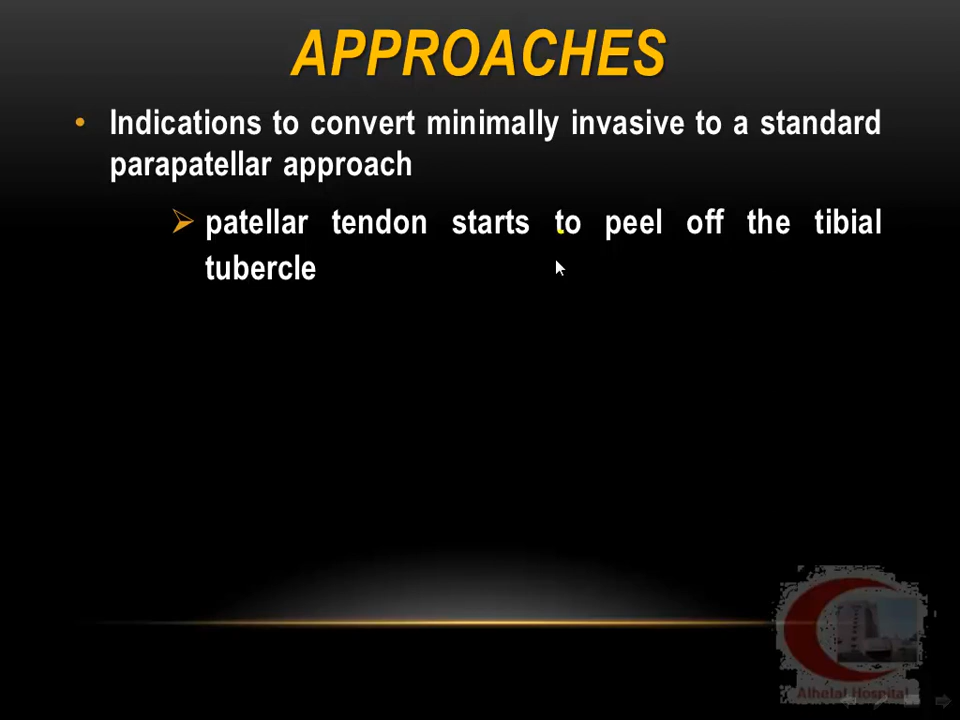 APPROACHES
• Indications to convert minimally invasive to a standard
parapatellar approach
➢ patellar tendon starts to peel off the tibial
tubercle
Alhelal Hospital